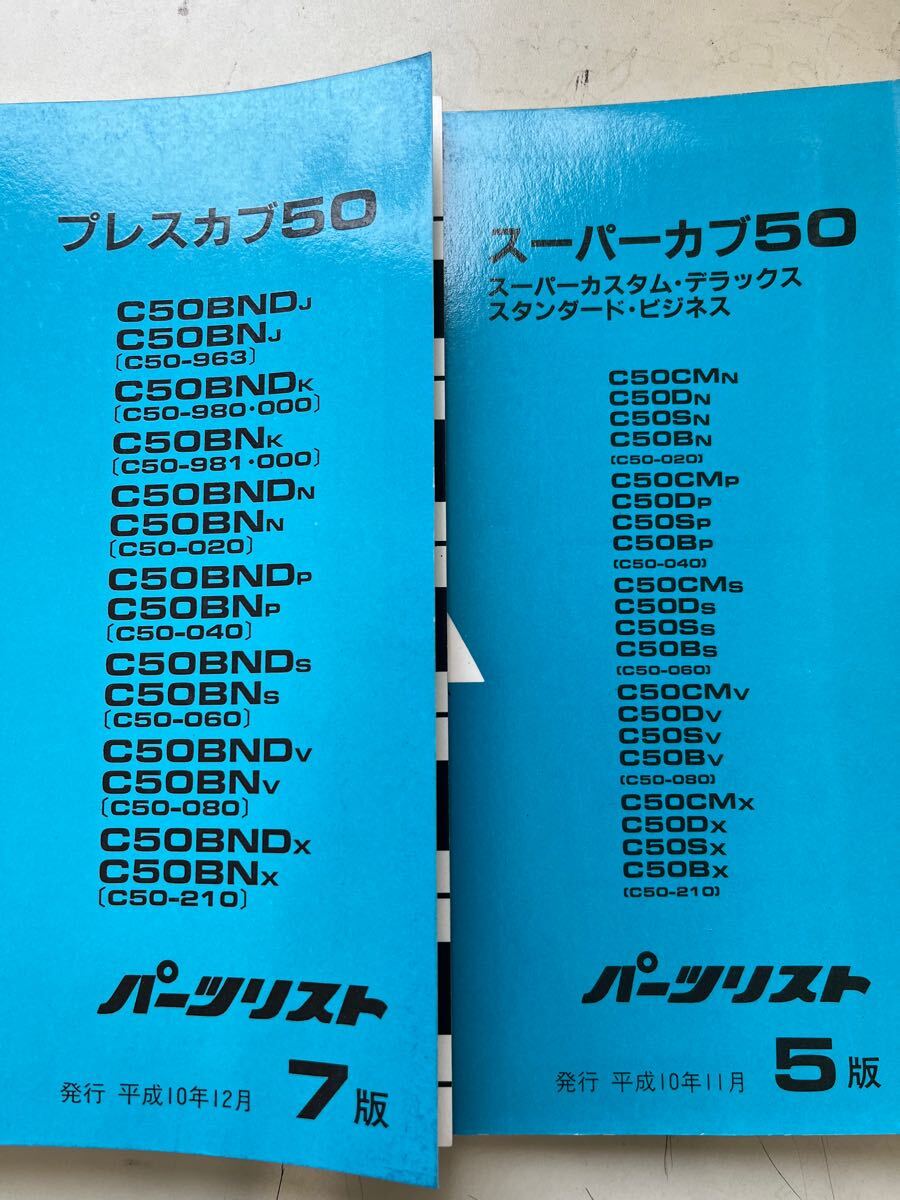 プレスカブ50
C50BNDJ
C50BNJ
〔C50-963〕
C50BNDK
〔C50-980・000〕
C50BNK
〔C50-981・000〕
C50BNDN
C50BNN
〔C50-020〕
C50BNDP
C50BNP
〔C50-040〕
C50BNDS
C50BNS
〔C50-060〕
C50BNDV
C50BNV
〔C50-080〕
C50BNDX
C50BNX
〔C50-210〕
パーツリスト
発行 平成10年12月 7版
スーパーカブ50
スーパーカスタム・デラックス
スタンダード・ビジネス
C50CMN
C50DN
C50SN
C50BN
〔C50-020〕
C50CMP
C50DP
C50SP
C50BP
〔C50-040〕
C50CMS
C50DS
C50SS
C50BS
〔C50-060〕
C50CMV
C50DV
C50SV
C50BV
〔C50-080〕
C50CMX
C50DX
C50SX
C50BX
〔C50-210〕
パーツリスト
発行 平成10年11月 5版